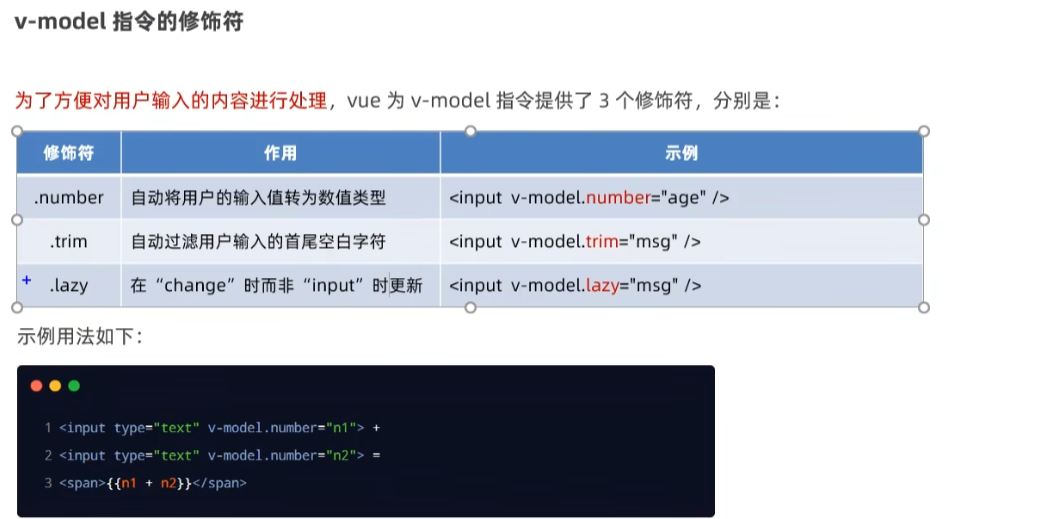 v-model 指令的修饰符
为了方便对用户输入的内容进行处理，vue 为 v-model 指令提供了 3 个修饰符，分别是：
修饰符 作用 示例
.number 自动将用户的输入值转为数值类型 <input v-model.number="age" />
.trim 自动过滤用户输入的首尾空白字符 <input v-model.trim="msg" />
.lazy 在“change”时而非“input”时更新 <input v-model.lazy="msg" />
示例用法如下：
1 <input type="text" v-model.number="n1"> +
2 <input type="text" v-model.number="n2"> =
3 <span>{{n1 + n2}}</span>